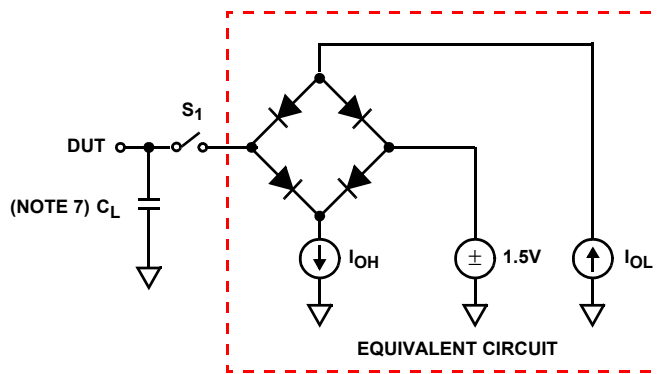 S1
DUT
(NOTE 7) CL
IOH
± 1.5V
IOL
EQUIVALENT CIRCUIT